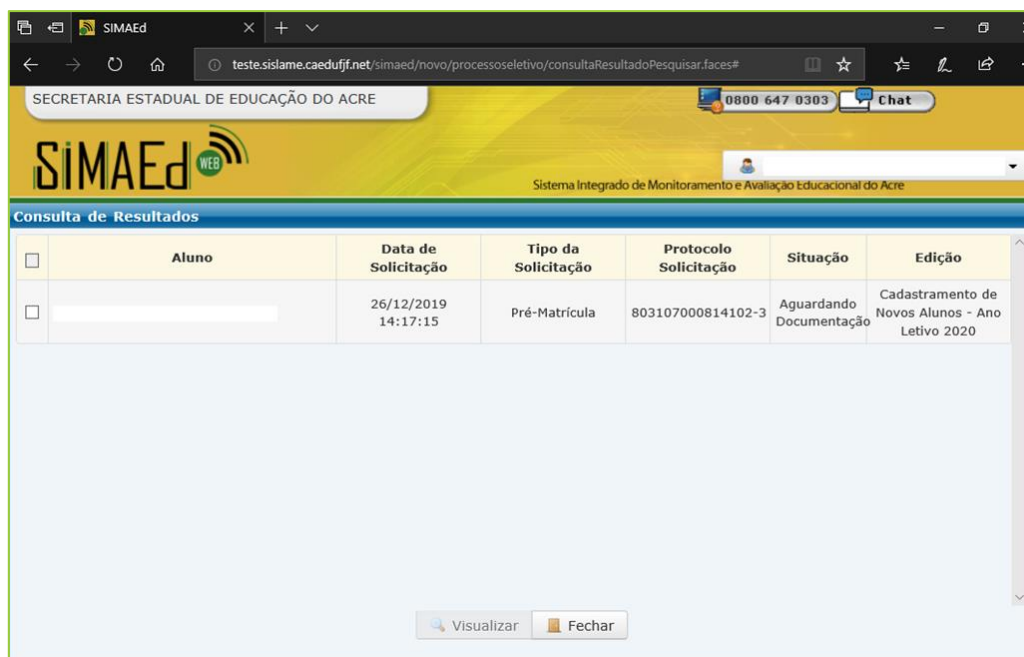 SIMAEd
teste.sislame.caedufjf.net/simaed/novo/processoseletivo/consultaResultadoPesquisar.faces#
SECRETARIA ESTADUAL DE EDUCAÇÃO DO ACRE
0800 647 0303
Chat
SiMAEd WEB
Sistema Integrado de Monitoramento e Avaliação Educacional do Acre
Consulta de Resultados
Aluno
Data de
Solicitação
Tipo da
Solicitação
Protocolo
Solicitação
Situação
Edição
26/12/2019
14:17:15
Pré-Matrícula
803107000814102-3
Aguardando
Documentação
Cadastramento de
Novos Alunos - Ano
Letivo 2020
Visualizar
Fechar